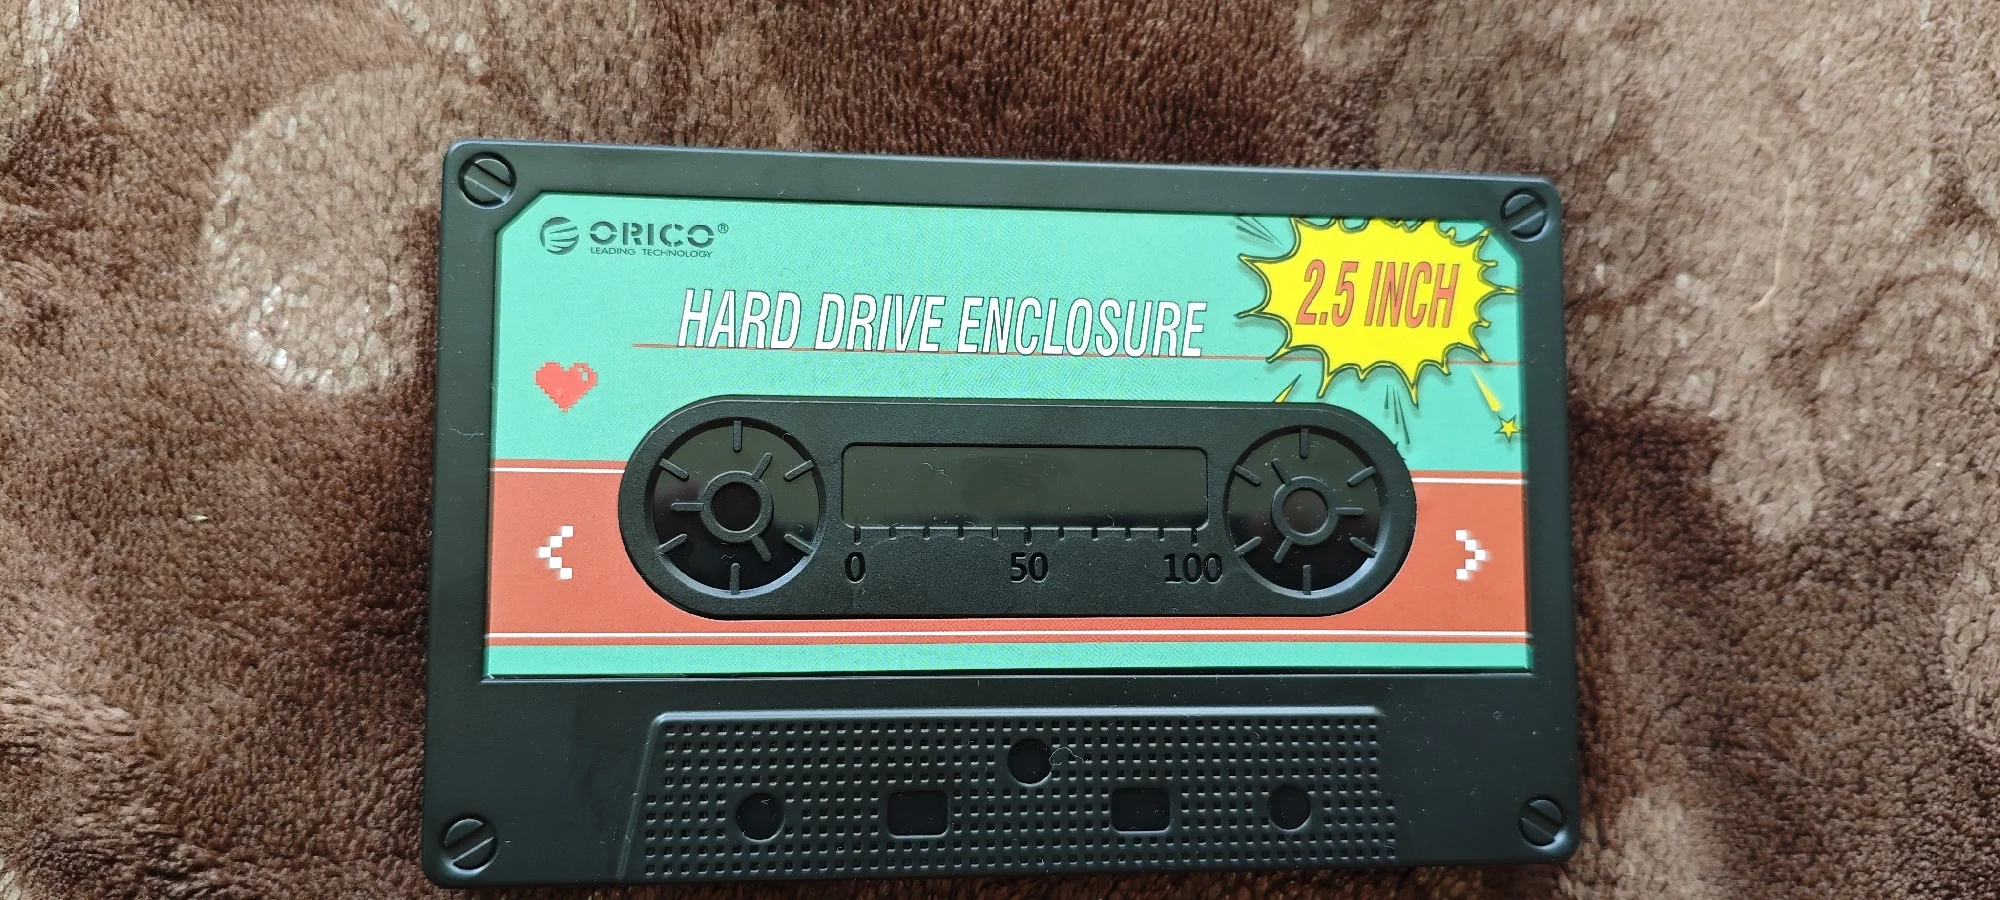 ORICO®
LEADING TECHNOLOGY
2.5 INCH
HARD DRIVE ENCLOSURE
0 50 100